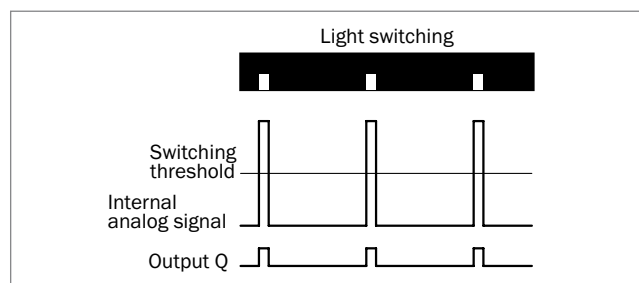 Light switching
Switching
threshold
Internal
analog signal
Output Q